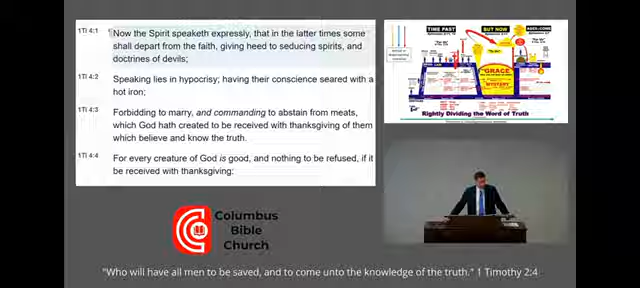 1Ti 4:1 Now the Spirit speaketh expressly, that in the latter times some
shall depart from the faith, giving heed to seducing spirits, and
doctrines of devils;
1Ti 4:2 Speaking lies in hypocrisy; having their conscience seared with a
hot iron;
1Ti 4:3 Forbidding to marry, and commanding to abstain from meats,
which God hath created to be received with thanksgiving of them
which believe and know the truth.
1Ti 4:4 For every creature of God is good, and nothing to be refused, if it
be received with thanksgiving:
TIME PAST
BUT NOW
AGES to COME
GRACE
MYSTERY
Rightly Dividing the Word of Truth
Columbus
Bible
Church
"Who will have all men to be saved, and to come unto the knowledge of the truth." 1 Timothy 2:4